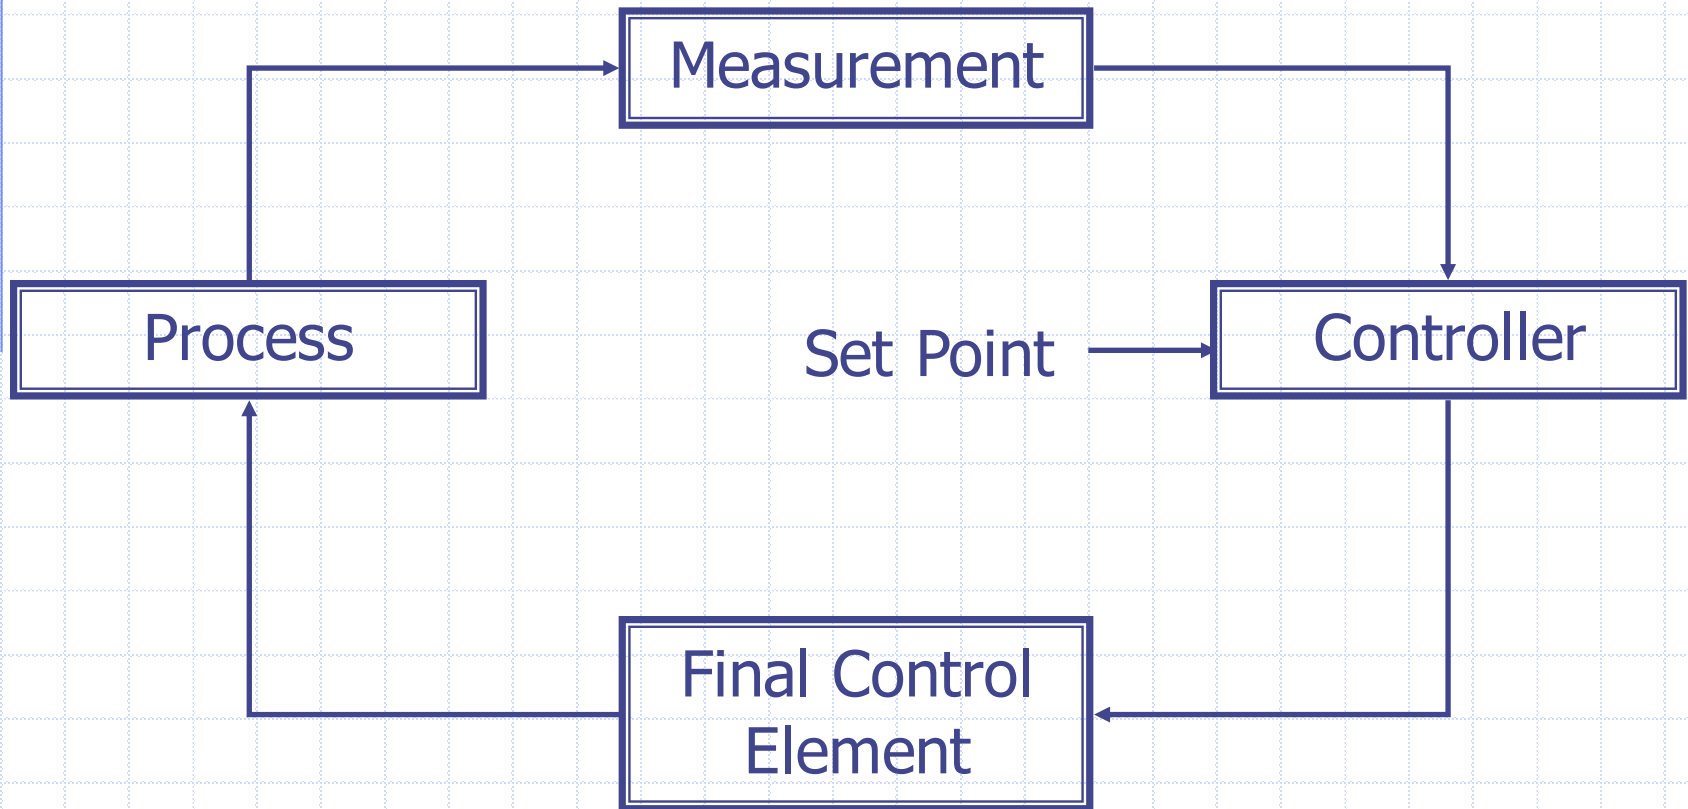 Measurement
Process
Set Point
Controller
Final Control
Element